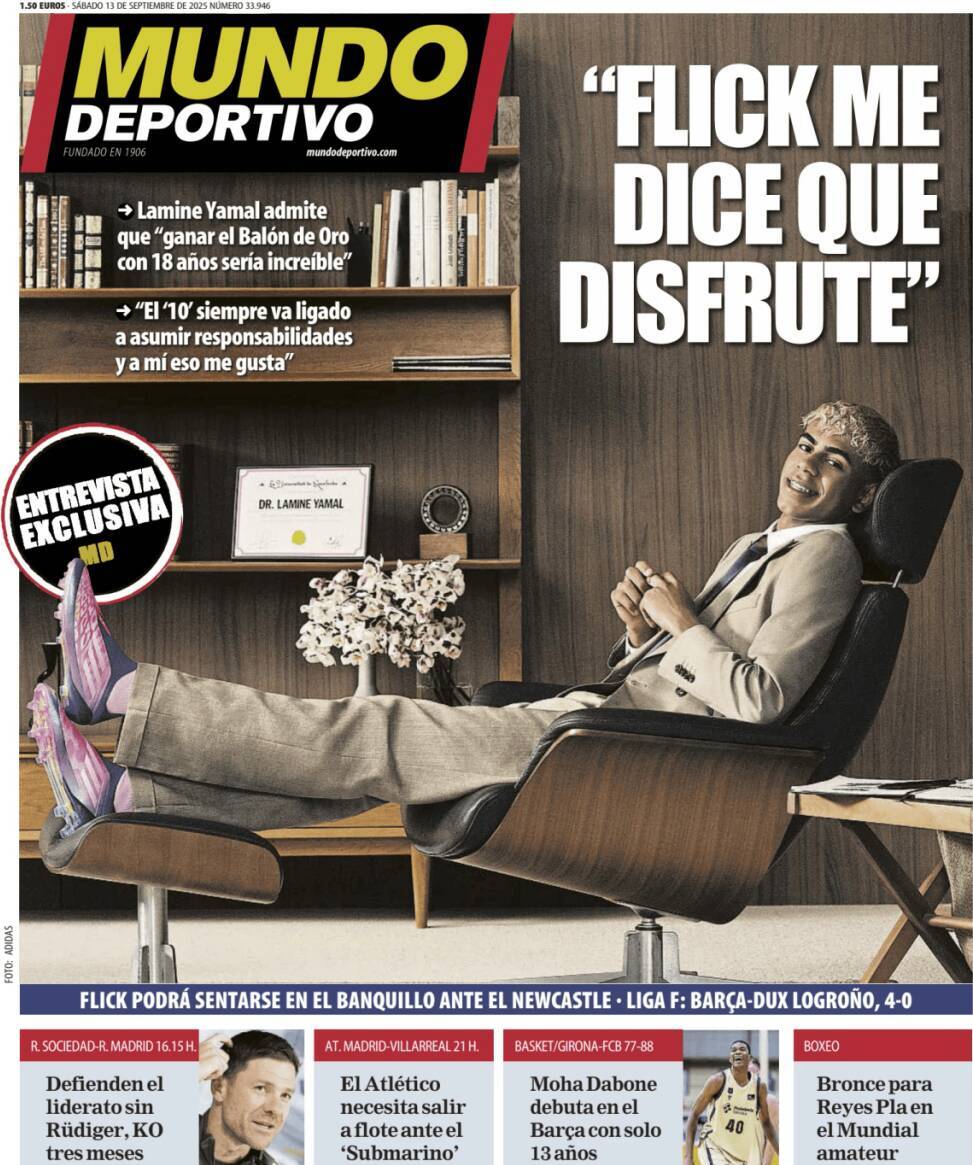 1.50 EUROS · SÁBADO 13 DE SEPTIEMBRE DE 2025 NÚMERO 33.946
MUNDO
DEPORTIVO
FUNDADO EN 1906
mundodeportivo.com
“FLICK ME
DICE QUE
DISFRUTE”
➔ Lamine Yamal admite
que “ganar el Balón de Oro
con 18 años sería increíble”
➔ “El ‘10’ siempre va ligado
a asumir responsabilidades
y a mí eso me gusta”
ENTREVISTA
EXCLUSIVA
MD
DR. LAMINE YAMAL
FOTO: ADIDAS
FLICK PODRÁ SENTARSE EN EL BANQUILLO ANTE EL NEWCASTLE · LIGA F: BARÇA-DUX LOGROÑO, 4-0
R. SOCIEDAD-R. MADRID 16.15 H.
Defienden el
liderato sin
Rüdiger, KO
tres meses
AT. MADRID-VILLARREAL 21 H.
El Atlético
necesita salir
a flote ante el
‘Submarino’
BASKET/GIRONA-FCB 77-88
Moha Dabone
debuta en el
Barça con solo
13 años
40
BOXEO
Bronce para
Reyes Pla en
el Mundial
amateur